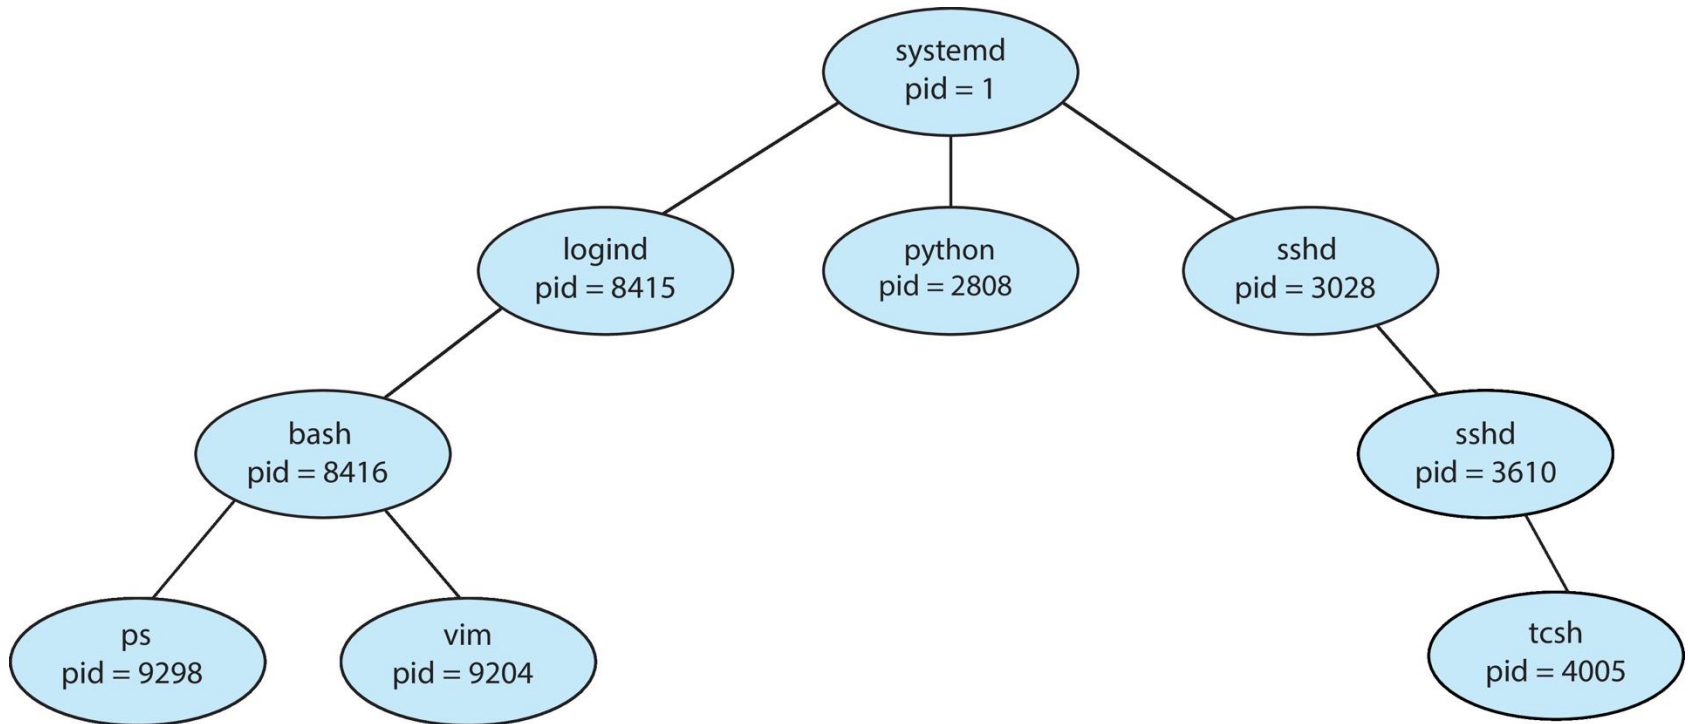 systemd
pid = 1
logind
pid = 8415
python
pid = 2808
sshd
pid = 3028
bash
pid = 8416
sshd
pid = 3610
ps
pid = 9298
vim
pid = 9204
tcsh
pid = 4005